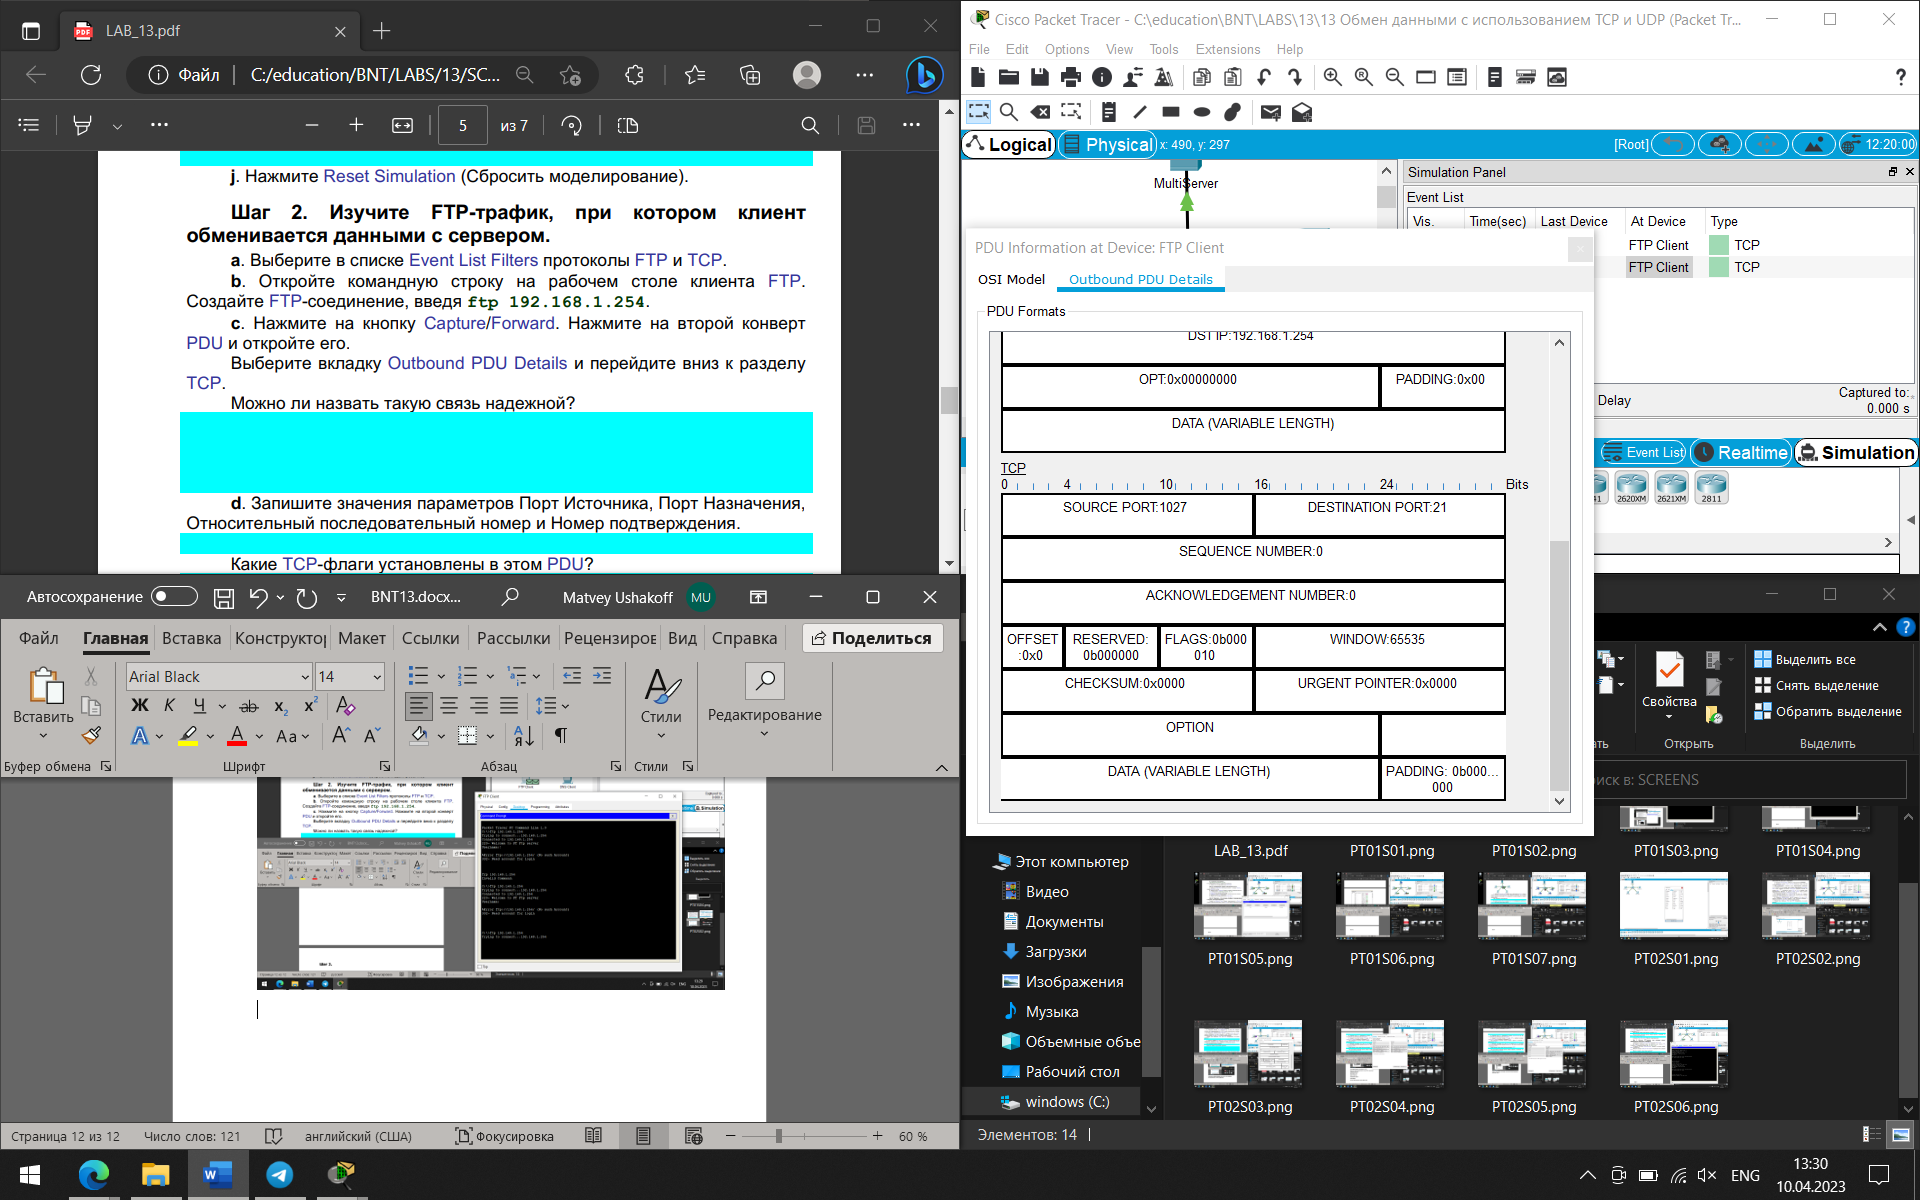 LAB_13.pdf
Файл
C:/education/BNT/LABS/13/SC...
5
из 7
j. Нажмите Reset Simulation (Сбросить моделирование).
Шаг 2. Изучите FTP-трафик, при котором клиент
обменивается данными с сервером.
a. Выберите в списке Event List Filters протоколы FTP и TCP.
b. Откройте командную строку на рабочем столе клиента FTP.
Создайте FTP-соединение, введя ftp 192.168.1.254.
c. Нажмите на кнопку Capture/Forward. Нажмите на второй конверт
PDU и откройте его.
Выберите вкладку Outbound PDU Details и перейдите вниз к разделу
TCP.
Можно ли назвать такую связь надежной?
d. Запишите значения параметров Порт Источника, Порт Назначения,
Относительный последовательный номер и Номер подтверждения.
Какие TCP-флаги установлены в этом PDU?
Cisco Packet Tracer - C:\education\BNT\LABS\13\13 Обмен данными с использованием TCP и UDP (Packet Tr...
File Edit Options View Tools Extensions Help
Logical
Physical
x: 490, y: 297
[Root]
12:20:00
MultiServer
Simulation Panel
Event List
Vis. Time(sec) Last Device At Device Type
FTP Client TCP
FTP Client TCP
Delay
Captured to:
0.000 s
Event List
Realtime
Simulation
41
2620XM
2621XM
2811
PDU Information at Device: FTP Client
OSI Model
Outbound PDU Details
PDU Formats
DST IP:192.168.1.254
OPT:0x00000000
PADDING:0x00
DATA (VARIABLE LENGTH)
TCP
0 4 10 16 24 Bits
SOURCE PORT:1027
DESTINATION PORT:21
SEQUENCE NUMBER:0
ACKNOWLEDGEMENT NUMBER:0
OFFSET
:0x0
RESERVED:
0b000000
FLAGS:0b000
010
WINDOW:65535
CHECKSUM:0x0000
URGENT POINTER:0x0000
OPTION
DATA (VARIABLE LENGTH)
PADDING: 0b000...
000
Автосохранение
BNT13.docx...
Matvey Ushakoff
MU
Файл
Главная
Вставка
Конструктор
Макет
Ссылки
Рассылки
Рецензиров
Вид
Справка
Поделиться
Вставить
Arial Black
14
Ж К Ч ab x₂ x²
A A Aa A A
Стили
Редактирование
Буфер обмена
Шрифт
Абзац
Стили
Страница 12 из 12
Число слов: 121
английский (США)
Фокусировка
60 %
Свойства
Выделить все
Снять выделение
Обратить выделение
ать
Открыть
Выделить
иск в: SCREENS
Этот компьютер
Видео
Документы
Загрузки
Изображения
Музыка
Объемные объе
Рабочий стол
windows (C:)
LAB_13.pdf
PT01S01.png
PT01S02.png
PT01S03.png
PT01S04.png
PT01S05.png
PT01S06.png
PT01S07.png
PT02S01.png
PT02S02.png
PT02S03.png
PT02S04.png
PT02S05.png
PT02S06.png
Элементов: 14
ENG
13:30
10.04.2023